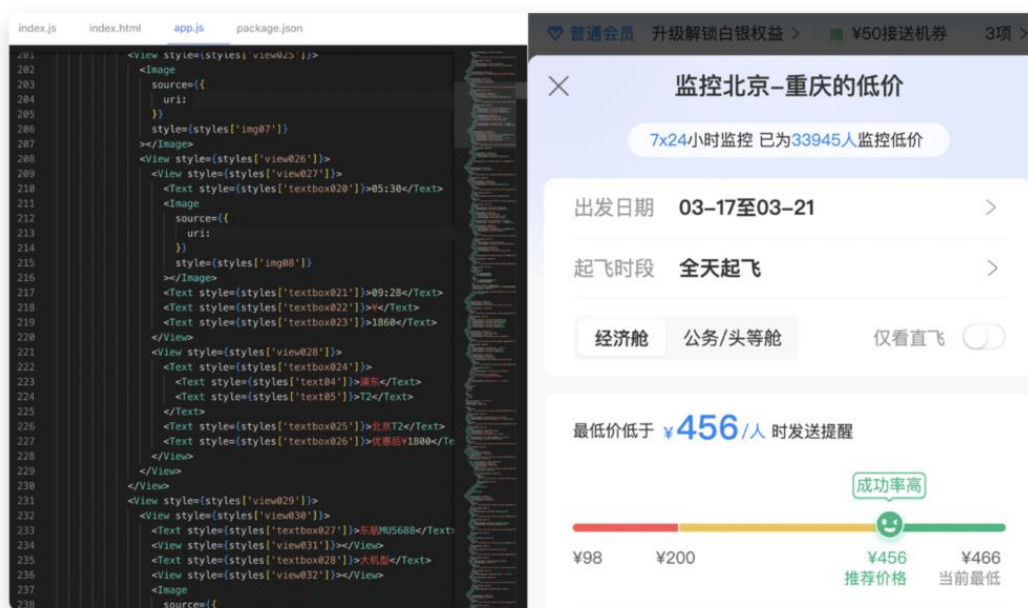 index.js index.html app.js package.json
201 <View style={styles['view025']}>
202 <Image
203 source={{
204 uri:
205 }}
206 style={styles['img07']}
207 ></Image>
208 <View style={styles['view026']}>
209 <View style={styles['view027']}>
210 <Text style={styles['textbox020']}>05:30</Text>
211 <Image
212 source={{
213 uri:
214 }}
215 style={styles['img08']}
216 ></Image>
217 <Text style={styles['textbox021']}>09:28</Text>
218 <Text style={styles['textbox022']}>¥</Text>
219 <Text style={styles['textbox023']}>1860</Text>
220 </View>
221 <View style={styles['view028']}>
222 <Text style={styles['textbox024']}>
223 <Text style={styles['text04']}>浦东</Text>
224 <Text style={styles['text05']}>T2</Text>
225 </Text>
226 <Text style={styles['textbox025']}>北京T2</Text>
227 <Text style={styles['textbox026']}>优惠后¥1800</Te
228 </View>
229 </View>
230 </View>
231 <View style={styles['view029']}>
232 <View style={styles['view030']}>
233 <Text style={styles['textbox027']}>东航MU5688</Text>
234 <View style={styles['view031']}></View>
235 <Text style={styles['textbox028']}>大机型</Text>
236 <View style={styles['view032']}></View>
237 <Image
238 source={{
普通会员 升级解锁白银权益 > ¥50接送机券 3项 >
监控北京-重庆的低价
7x24小时监控 已为33945人监控低价
出发日期 03-17至03-21
起飞时段 全天起飞
经济舱 公务/头等舱 仅看直飞
最低价低于 ¥456/人 时发送提醒
成功率高
¥98 ¥200 ¥456 ¥466
推荐价格 当前最低